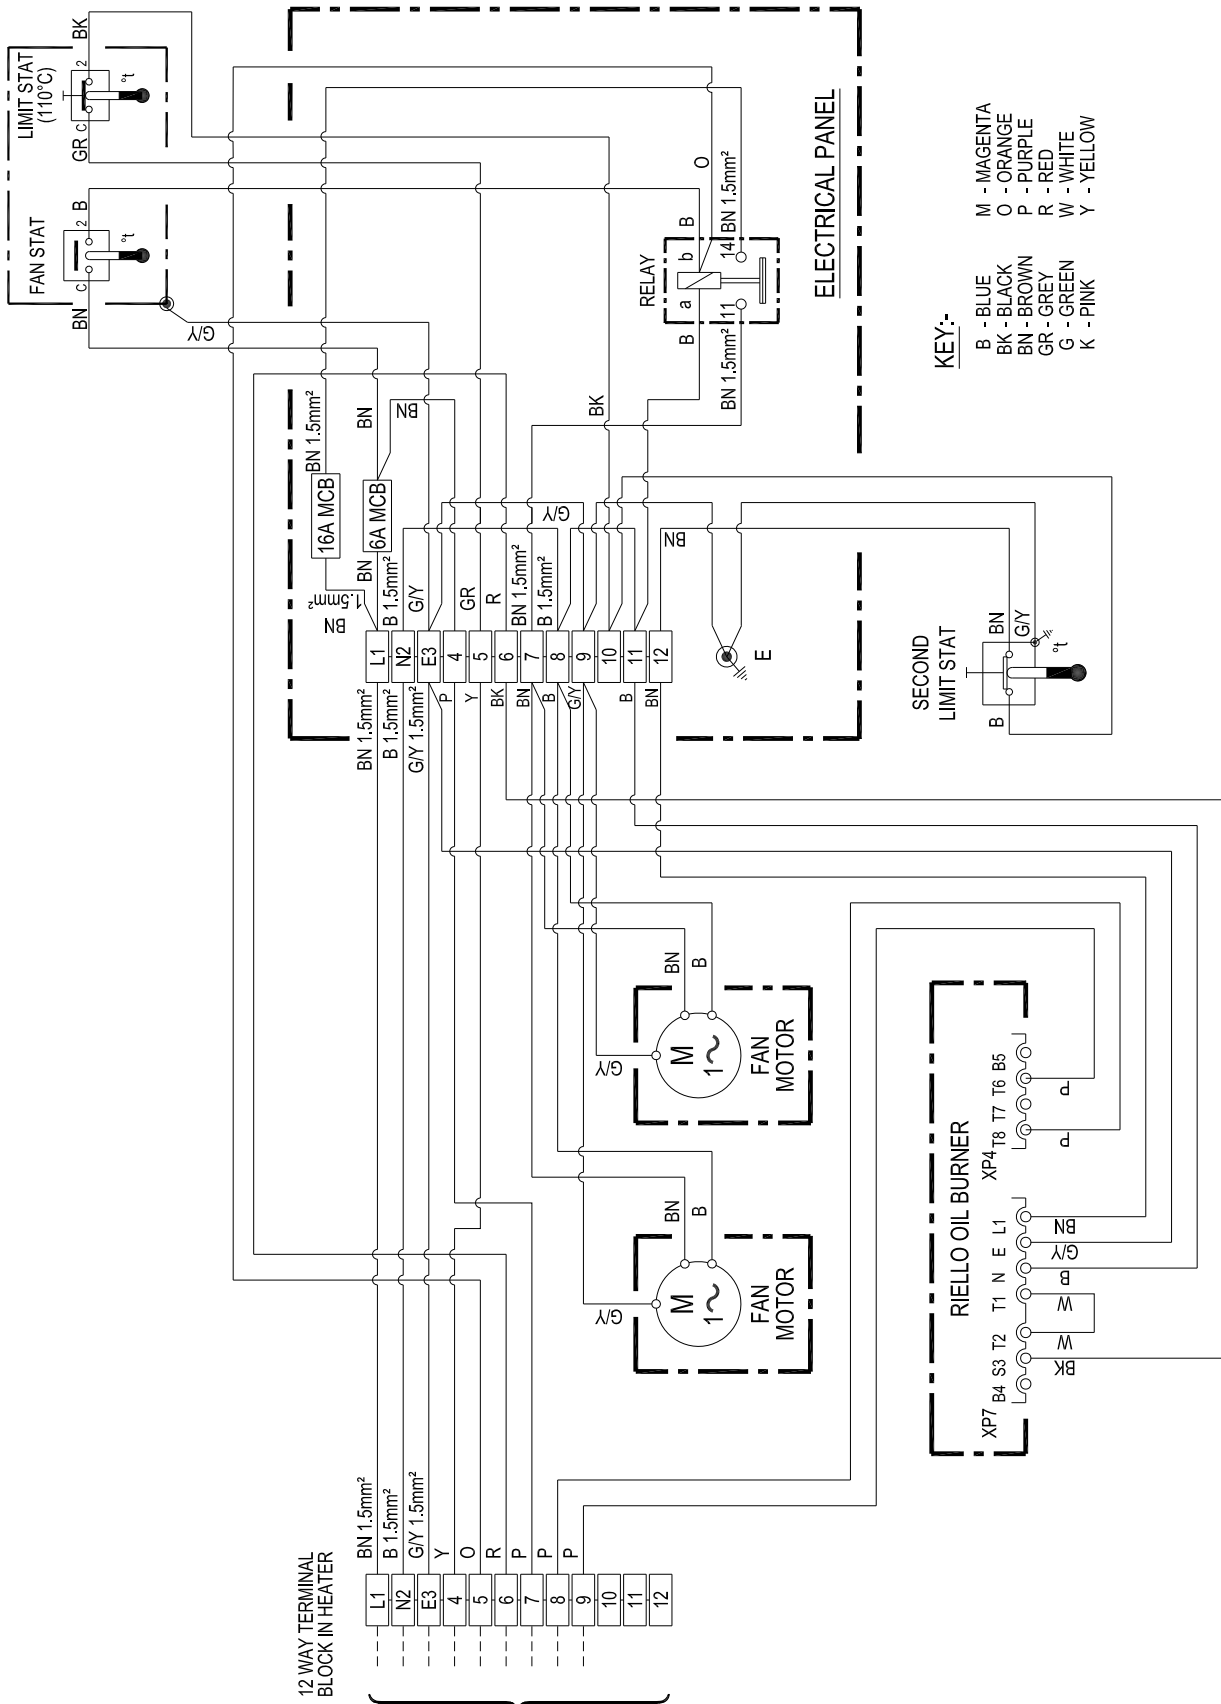 12 WAY TERMINAL
BLOCK IN HEATER
L1
N2
E3
4
5
6
7
8
9
10
11
12
BN 1.5mm²
B 1.5mm²
G/Y 1.5mm²
Y
O
R
P
P
P
FAN
MOTOR
M
1~
G/Y
BN
B
FAN
MOTOR
M
1~
G/Y
BN
B
RIELLO OIL BURNER
XP7
B4
S3
T2
T1
N
E
L1
BK
W
W
B
G/Y
BN
XP4
T8
T7
T6
B5
P
P
BN 1.5mm²
B 1.5mm²
G/Y 1.5mm²
P
Y
BK
BN
B
G/Y
B
BN
L1
N2
E3
4
5
6
7
8
9
10
11
12
BN
1.5mm²
BN
B 1.5mm²
G/Y
GR
R
BN 1.5mm²
B 1.5mm²
16A MCB
6A MCB
BN 1.5mm²
BN
BN
G/Y
BK
BN
E
SECOND
LIMIT STAT
B
BN
G/Y
°t
RELAY
a
b
11
14
B
B
BN 1.5mm²
BN 1.5mm²
O
ELECTRICAL PANEL
FAN STAT
C
2
BN
B
°t
G/Y
LIMIT STAT
(110°C)
C
2
GR
BK
°t
KEY:-
B - BLUE
BK - BLACK
BN - BROWN
GR - GREY
G - GREEN
K - PINK
M - MAGENTA
O - ORANGE
P - PURPLE
R - RED
W - WHITE
Y - YELLOW